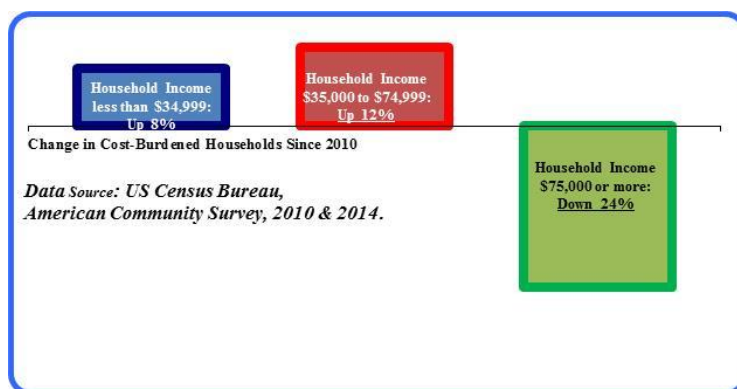 Household Income
less than $34,999:
Up 8%
Household Income
$35,000 to $74,999:
Up 12%
Change in Cost-Burdened Households Since 2010
Household Income
$75,000 or more:
Down 24%
Data Source: US Census Bureau,
American Community Survey, 2010 & 2014.